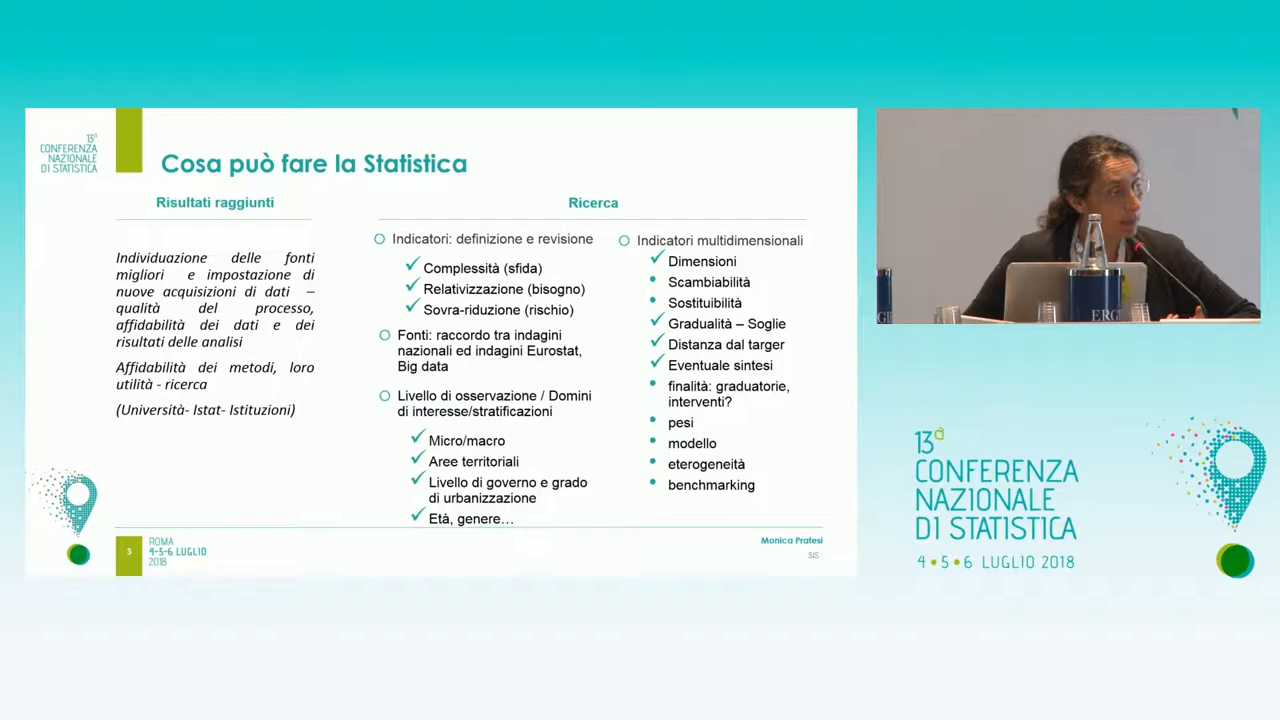 13ª
CONFERENZA
NAZIONALE
DI STATISTICA
Cosa può fare la Statistica
Risultati raggiunti
Individuazione delle fonti
migliori e impostazione di
nuove acquisizioni di dati –
qualità del processo,
affidabilità dei dati e dei
risultati delle analisi
Affidabilità dei metodi, loro
utilità - ricerca
(Università- Istat- Istituzioni)
Ricerca
Indicatori: definizione e revisione
Complessità (sfida)
Relativizzazione (bisogno)
Sovra-riduzione (rischio)
Fonti: raccordo tra indagini
nazionali ed indagini Eurostat,
Big data
Livello di osservazione / Domini
di interesse/stratificazioni
Micro/macro
Aree territoriali
Livello di governo e grado
di urbanizzazione
Età, genere…
Indicatori multidimensionali
Dimensioni
Scambiabilità
Sostituibilità
Gradualità – Soglie
Distanza dal targer
Eventuale sintesi
finalità: graduatorie,
interventi?
pesi
modello
eterogeneità
benchmarking
3
ROMA
4-5-6 LUGLIO
2018
Monica Pratesi
SIS
ERGI
13ª
CONFERENZA
NAZIONALE
DI STATISTICA
4•5•6 LUGLIO 2018